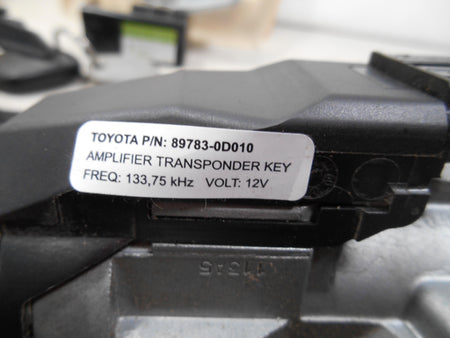 TOYOTA P/N: 89783-0D010
AMPLIFIER TRANSPONDER KEY
FREQ: 133,75 kHz VOLT: 12V